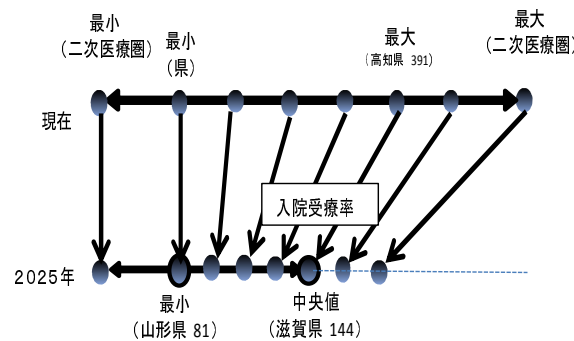 最小
（二次医療圏）
最小
（県）
最大
（高知県 391）
最大
（二次医療圏）
現在
入院受療率
2025年
最小
（山形県 81）
中央値
（滋賀県 144）